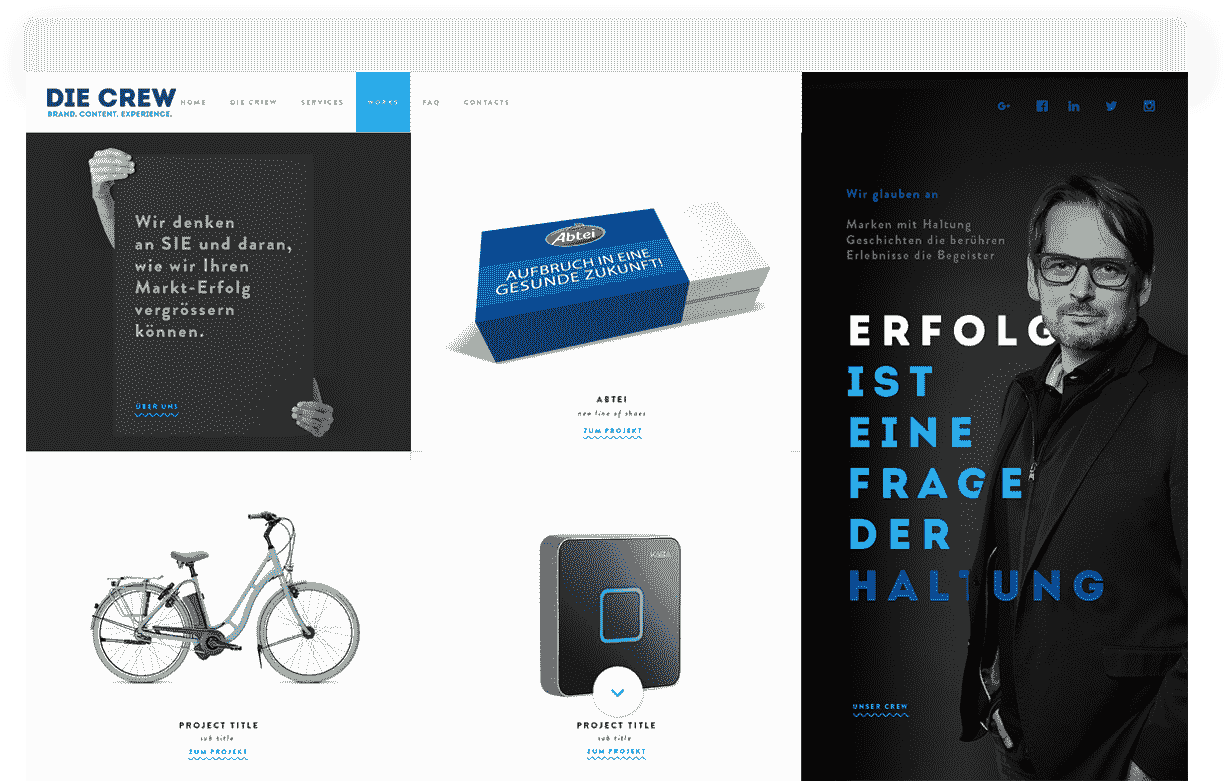 DIE CREW
BRAND. CONTENT. EXPERIENCE.
HOME DIE CREW SERVICES WORKS FAQ CONTACTS
Wir denken
an SIE und daran,
wie wir Ihren
Markt-Erfolg
vergrössern
können.
ÜBER UNS
Abtei
AUFBRUCH IN EINE
GESUNDE ZUKUNFT!
ABTEI
new line of shoes
ZUM PROJEKT
Wir glauben an
Marken mit Haltung
Geschichten die berühren
Erlebnisse die Begeister
ERFOLG
IST
EINE
FRAGE
DER
HALTUNG
UNSER CREW
PROJECT TITLE
sub title
ZUM PROJEKT
PROJECT TITLE
sub title
ZUM PROJEKT